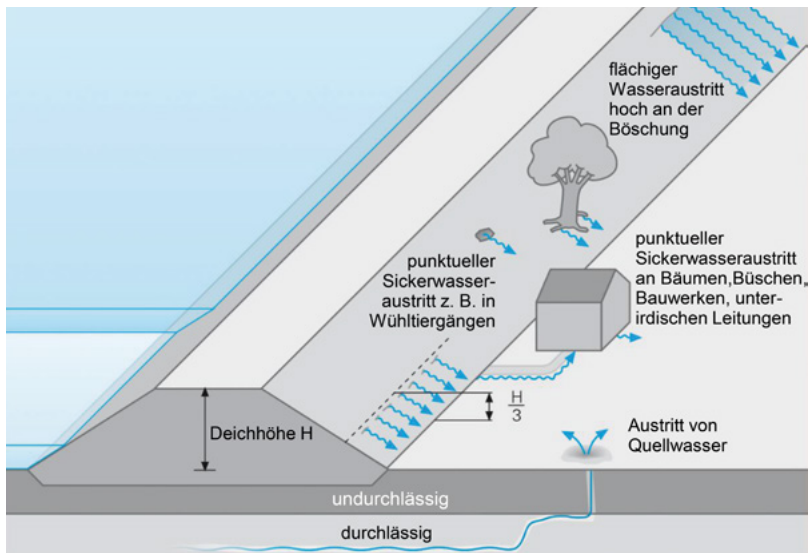 flächiger
Wasseraustritt
hoch an der
Böschung
punktueller
Sickerwasser-
austritt z. B. in
Wühltiergängen
punktueller
Sickerwasseraustritt
an Bäumen,Büschen,
Bauwerken, unter-
irdischen Leitungen
H
3
Deichhöhe H
Austritt von
Quellwasser
undurchlässig
durchlässig